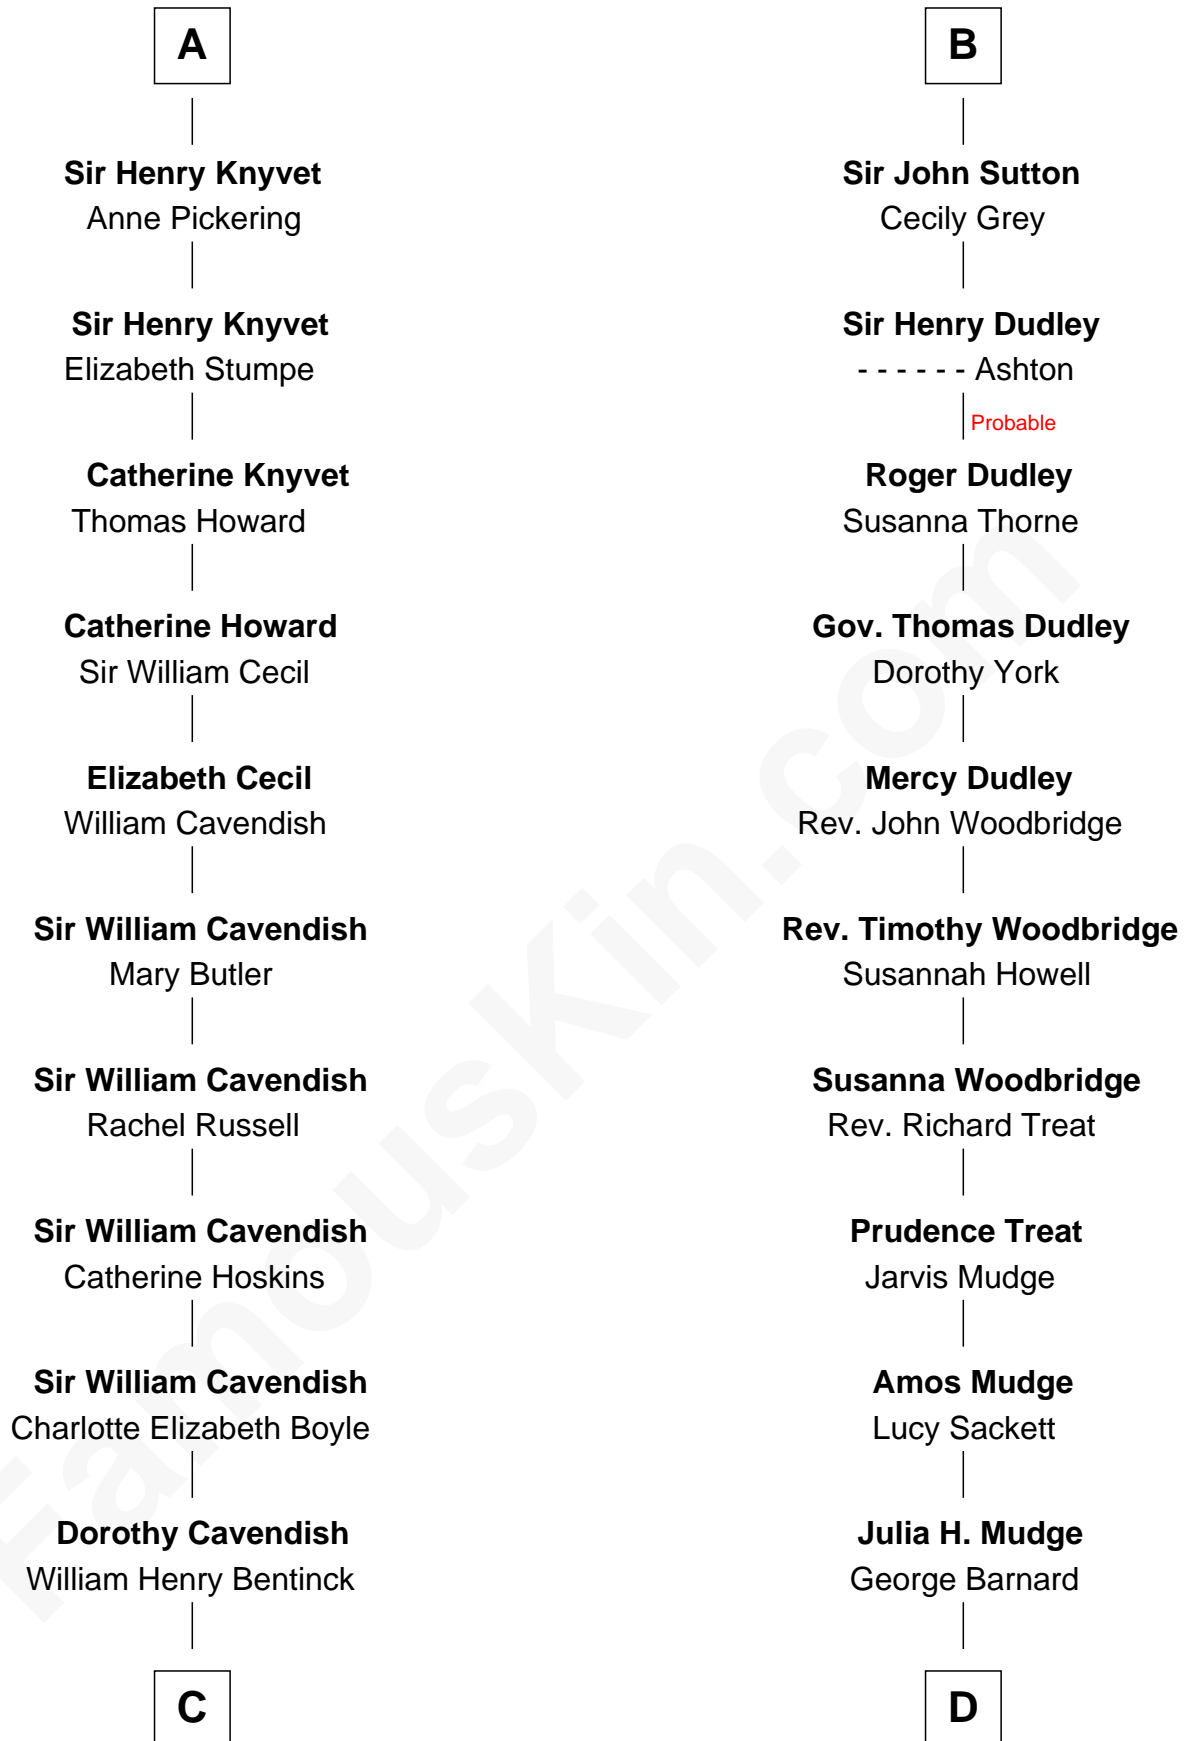 A
Sir Henry Knyvet
Anne Pickering
Sir Henry Knyvet
Elizabeth Stumpe
Catherine Knyvet
Thomas Howard
Catherine Howard
Sir William Cecil
Elizabeth Cecil
William Cavendish
Sir William Cavendish
Mary Butler
Sir William Cavendish
Rachel Russell
Sir William Cavendish
Catherine Hoskins
Sir William Cavendish
Charlotte Elizabeth Boyle
Dorothy Cavendish
William Henry Bentinck
C
B
Sir John Sutton
Cecily Grey
Sir Henry Dudley
- - - - - - Ashton
Probable
Roger Dudley
Susanna Thorne
Gov. Thomas Dudley
Dorothy York
Mercy Dudley
Rev. John Woodbridge
Rev. Timothy Woodbridge
Susannah Howell
Susanna Woodbridge
Rev. Richard Treat
Prudence Treat
Jarvis Mudge
Amos Mudge
Lucy Sackett
Julia H. Mudge
George Barnard
D
FamousKin.com